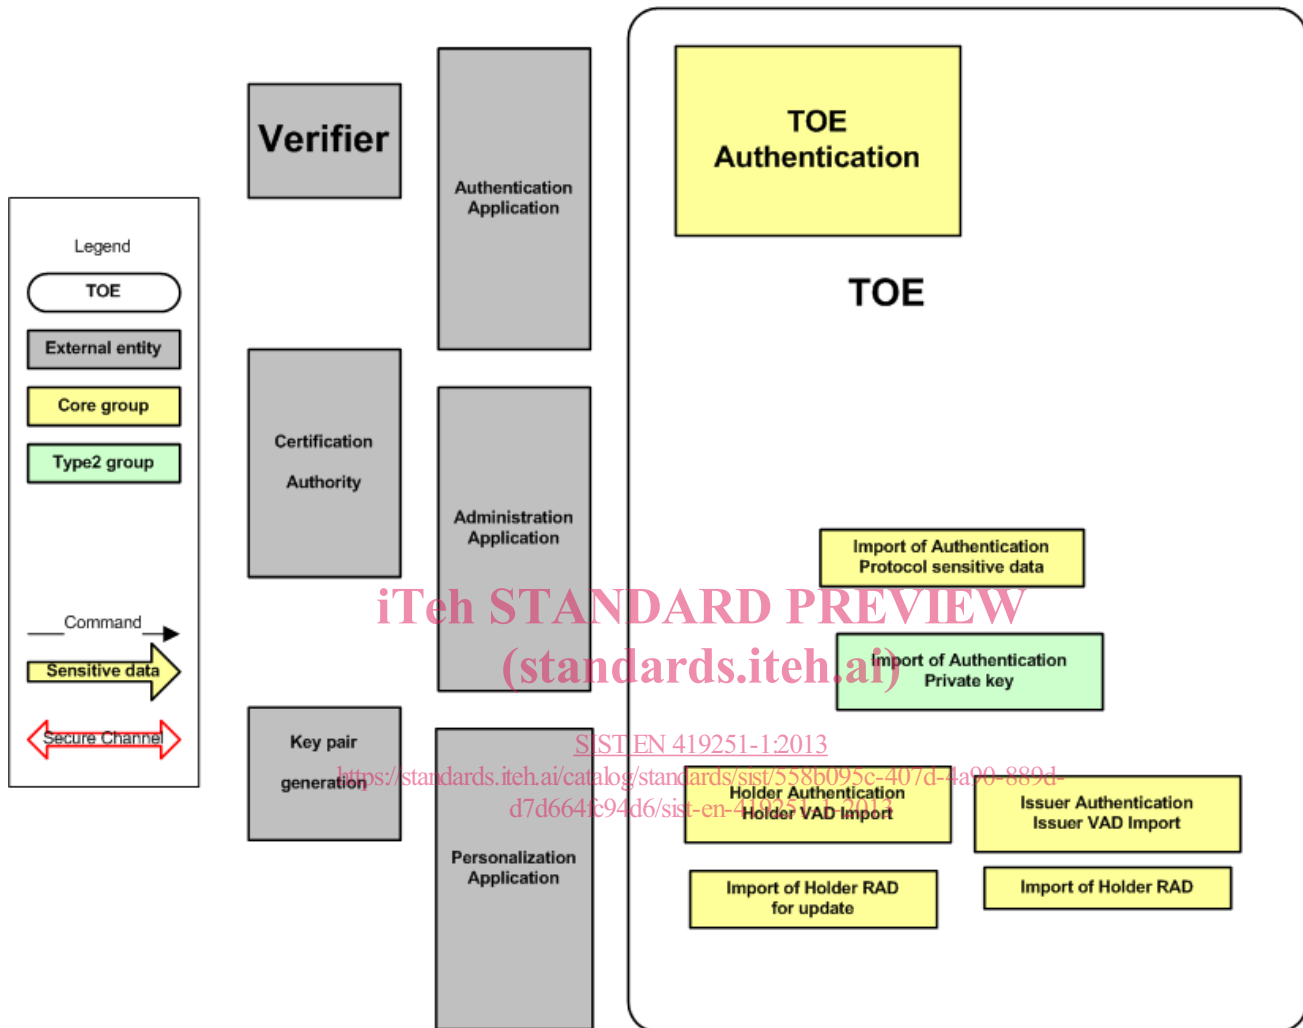 Verifier
Authentication
Application
TOE
Authentication
Legend
TOE
External entity
Core group
Type2 group
Command
Sensitive data
Secure Channel
TOE
Certification
Authority
Administration
Application
Import of Authentication
Protocol sensitive data
iTeh STANDARD PREVIEW
(standards.iteh.ai)
Import of Authentication
Private key
Key pair
generation
SIST EN 419251-1:2013
https://standards.iteh.ai/catalog/standards/sist/558b095c-407d-4a90-889d-
d7d664fc94d6/sist-en-419251-1-2013
Holder Authentication
Holder VAD Import
Issuer Authentication
Issuer VAD Import
Personalization
Application
Import of Holder RAD
for update
Import of Holder RAD